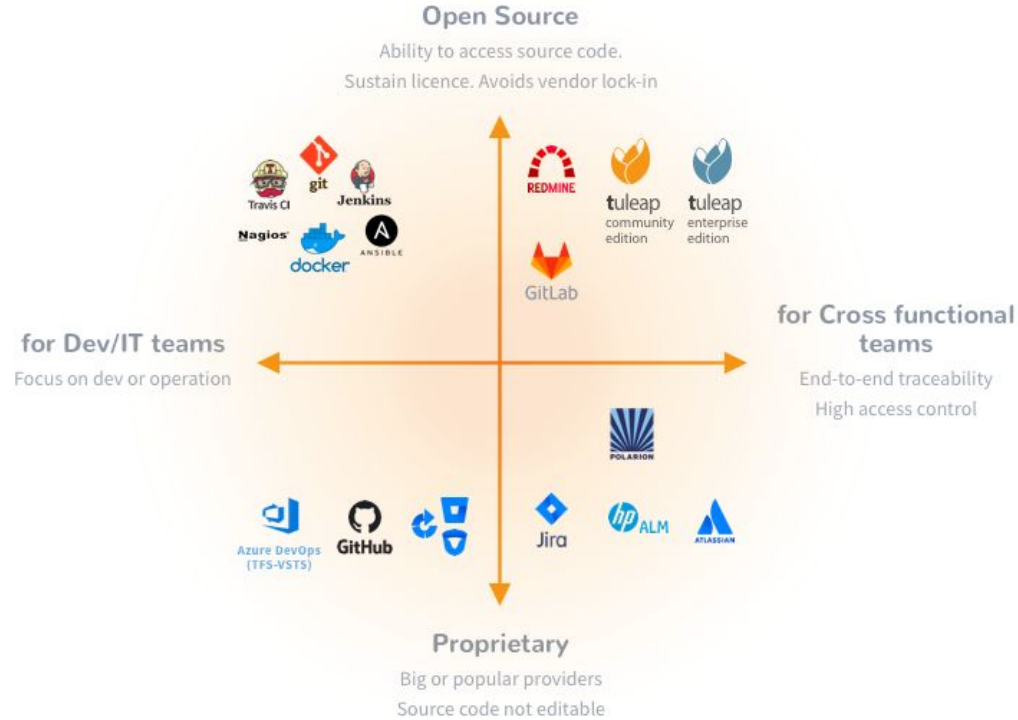 Open Source
Ability to access source code.
Sustain licence. Avoids vendor lock-in
Travis CI
git
Jenkins
Nagios®
docker
ANSIBLE
REDMINE
tuleap
community
edition
tuleap
enterprise
edition
GitLab
for Dev/IT teams
Focus on dev or operation
for Cross functional
teams
End-to-end traceability
High access control
POLARION
Azure DevOps
(TFS-VSTS)
GitHub
Jira
hp ALM
ATLASSIAN
Proprietary
Big or popular providers
Source code not editable